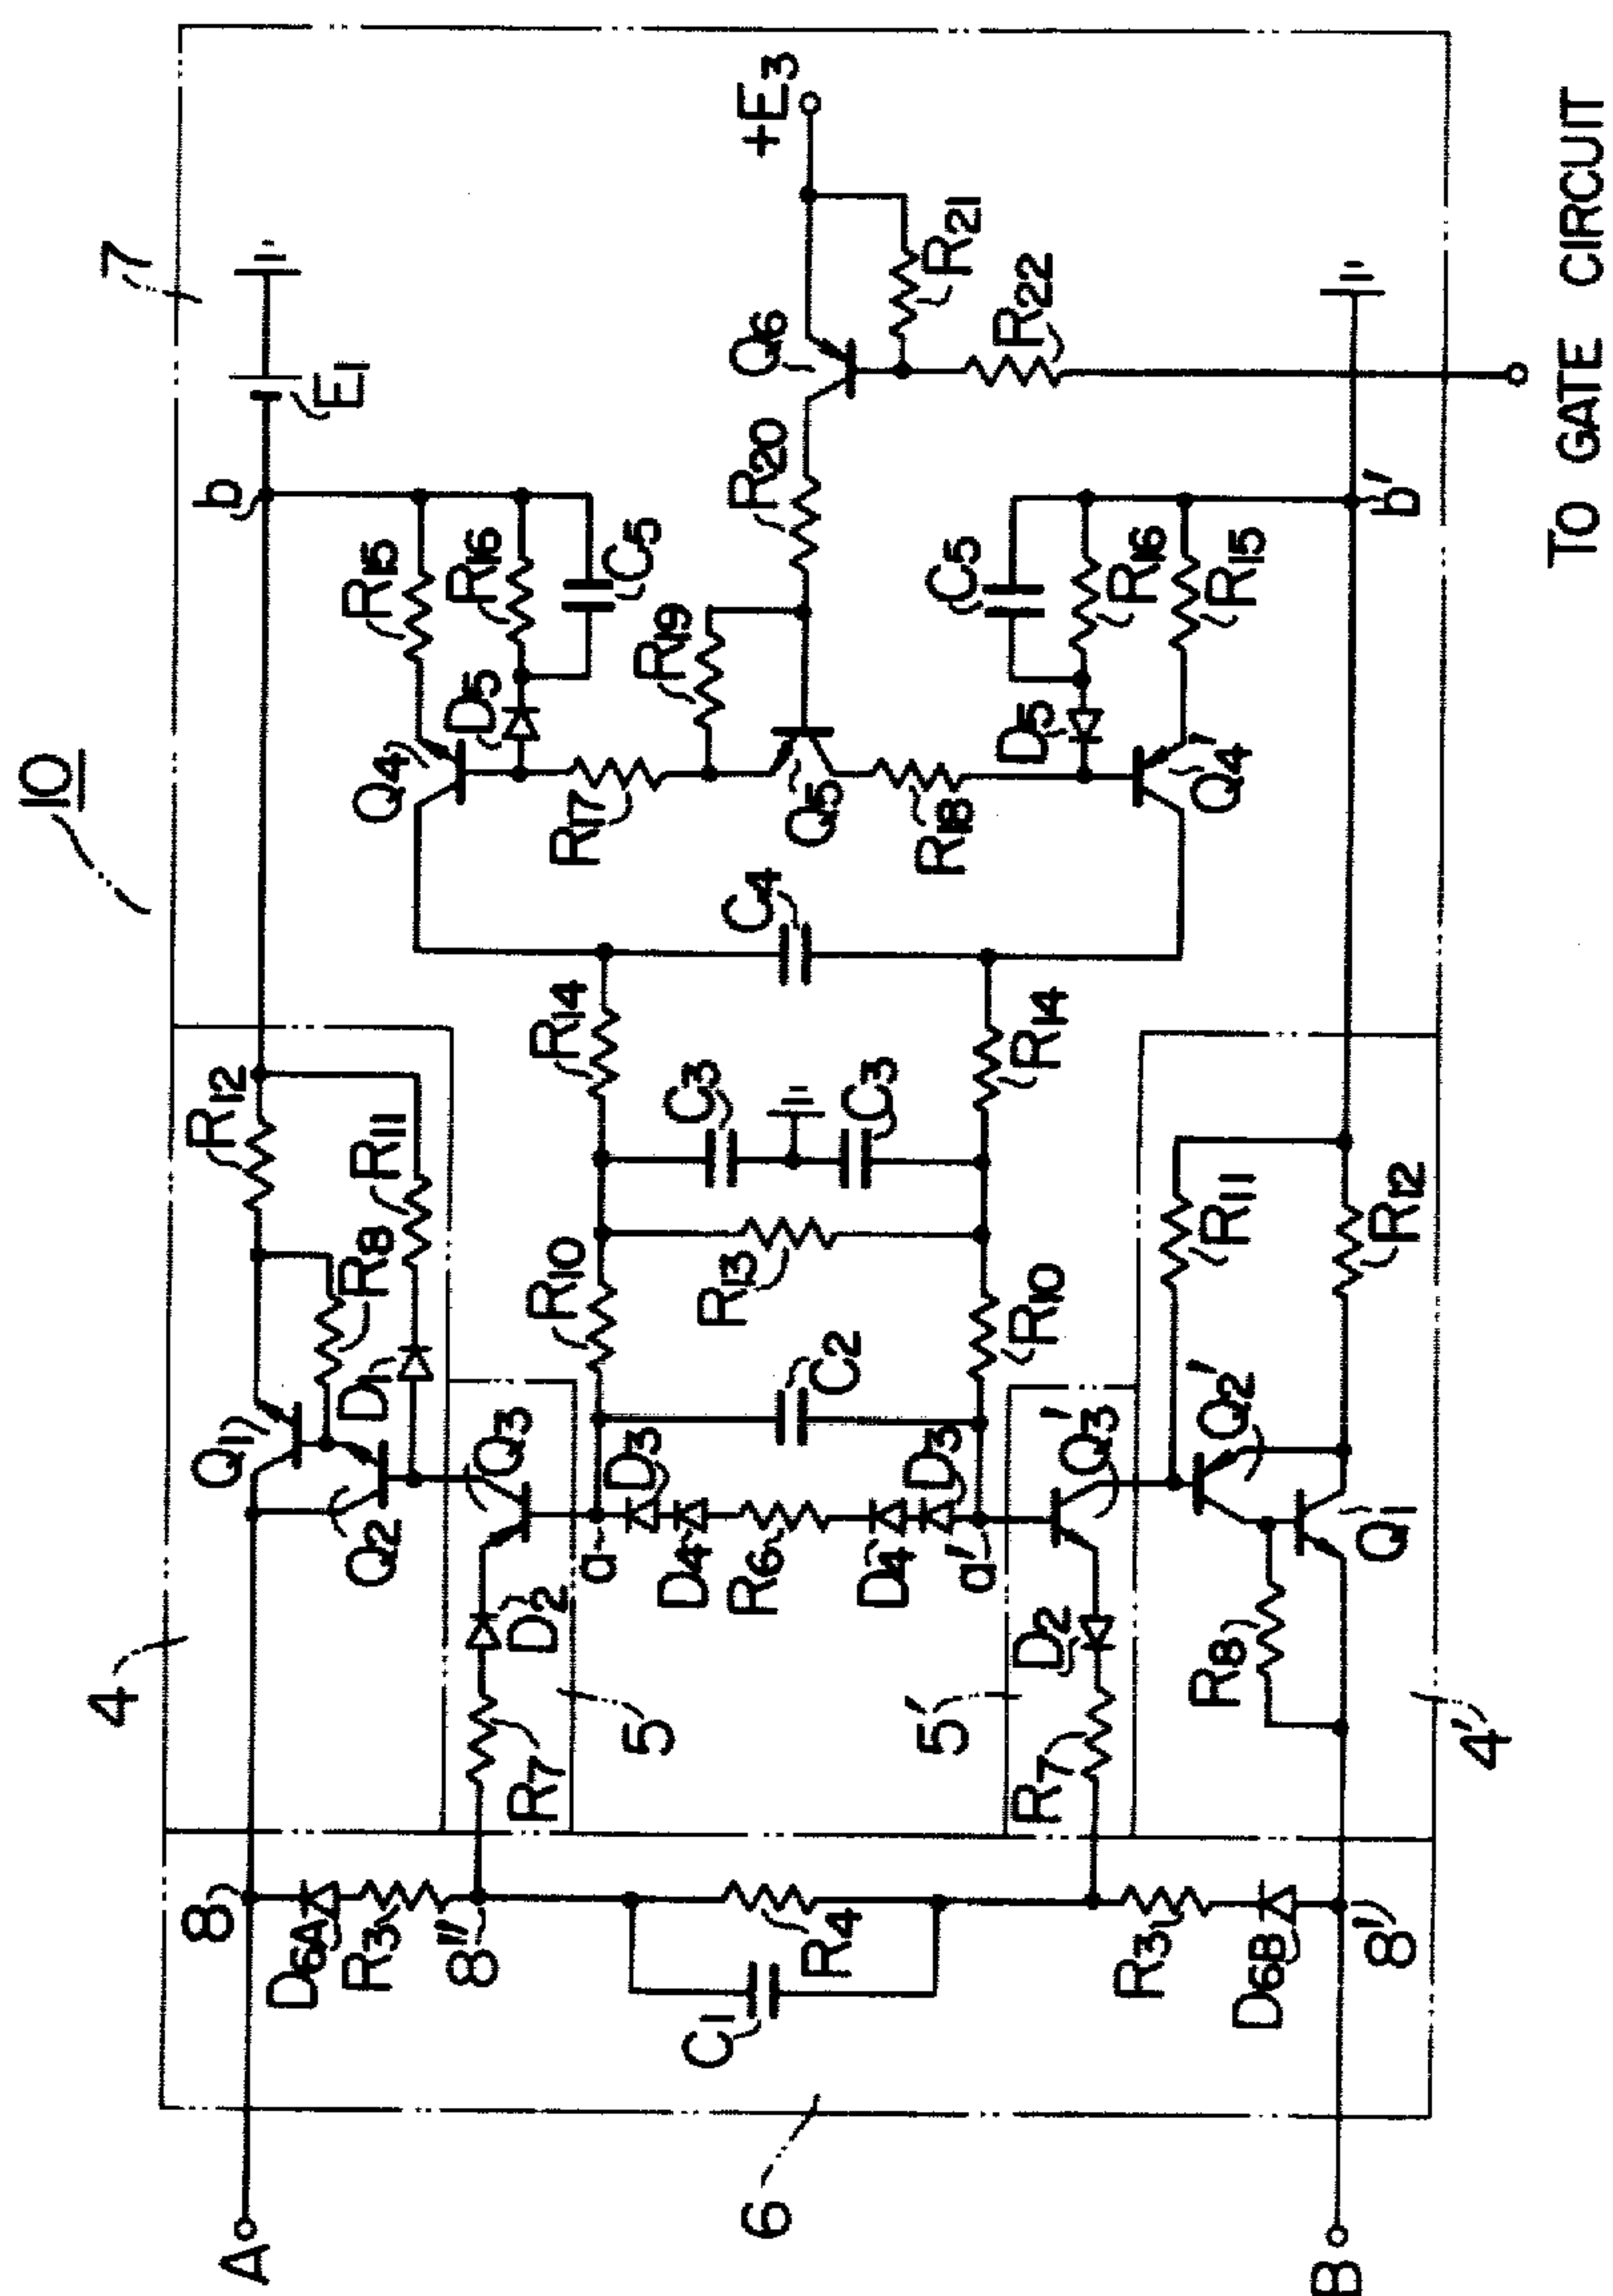 10
7
b
E1
+E3
R12
R11
R8
R15
R16
C5
D5
Q4
R17
R19
R20
Q6
R21
R22
Q5
R18
C5
R16
D5
R15
Q4'
b'
TO GATE CIRCUIT
4
Q1
Q2
D1
Q3
D2
R7
5
a
D3
D4
R6
D4
D3
a'
C2
R10
R10
R13
C3
C3
R14
R14
C4
5'
D2
R7
Q3'
Q2'
R11
R12
Q1
R8
4'
8
D6A
R3
8"
R4
C1
R3
D6B
8'
6
A
B